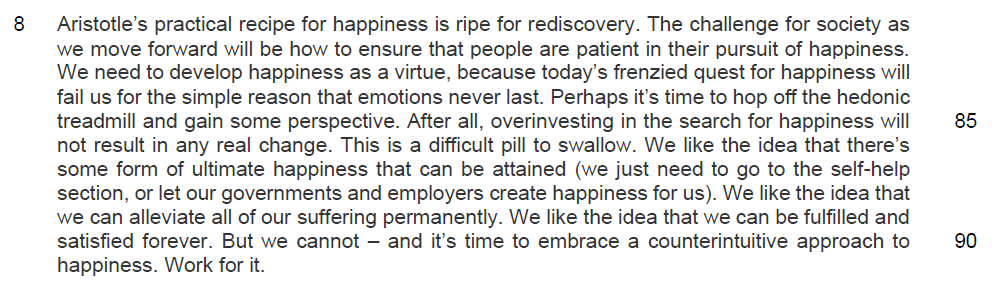 8 Aristotle’s practical recipe for happiness is ripe for rediscovery. The challenge for society as
we move forward will be how to ensure that people are patient in their pursuit of happiness.
We need to develop happiness as a virtue, because today’s frenzied quest for happiness will
fail us for the simple reason that emotions never last. Perhaps it’s time to hop off the hedonic
treadmill and gain some perspective. After all, overinvesting in the search for happiness will 85
not result in any real change. This is a difficult pill to swallow. We like the idea that there’s
some form of ultimate happiness that can be attained (we just need to go to the self-help
section, or let our governments and employers create happiness for us). We like the idea that
we can alleviate all of our suffering permanently. We like the idea that we can be fulfilled and
satisfied forever. But we cannot – and it’s time to embrace a counterintuitive approach to 90
happiness. Work for it.